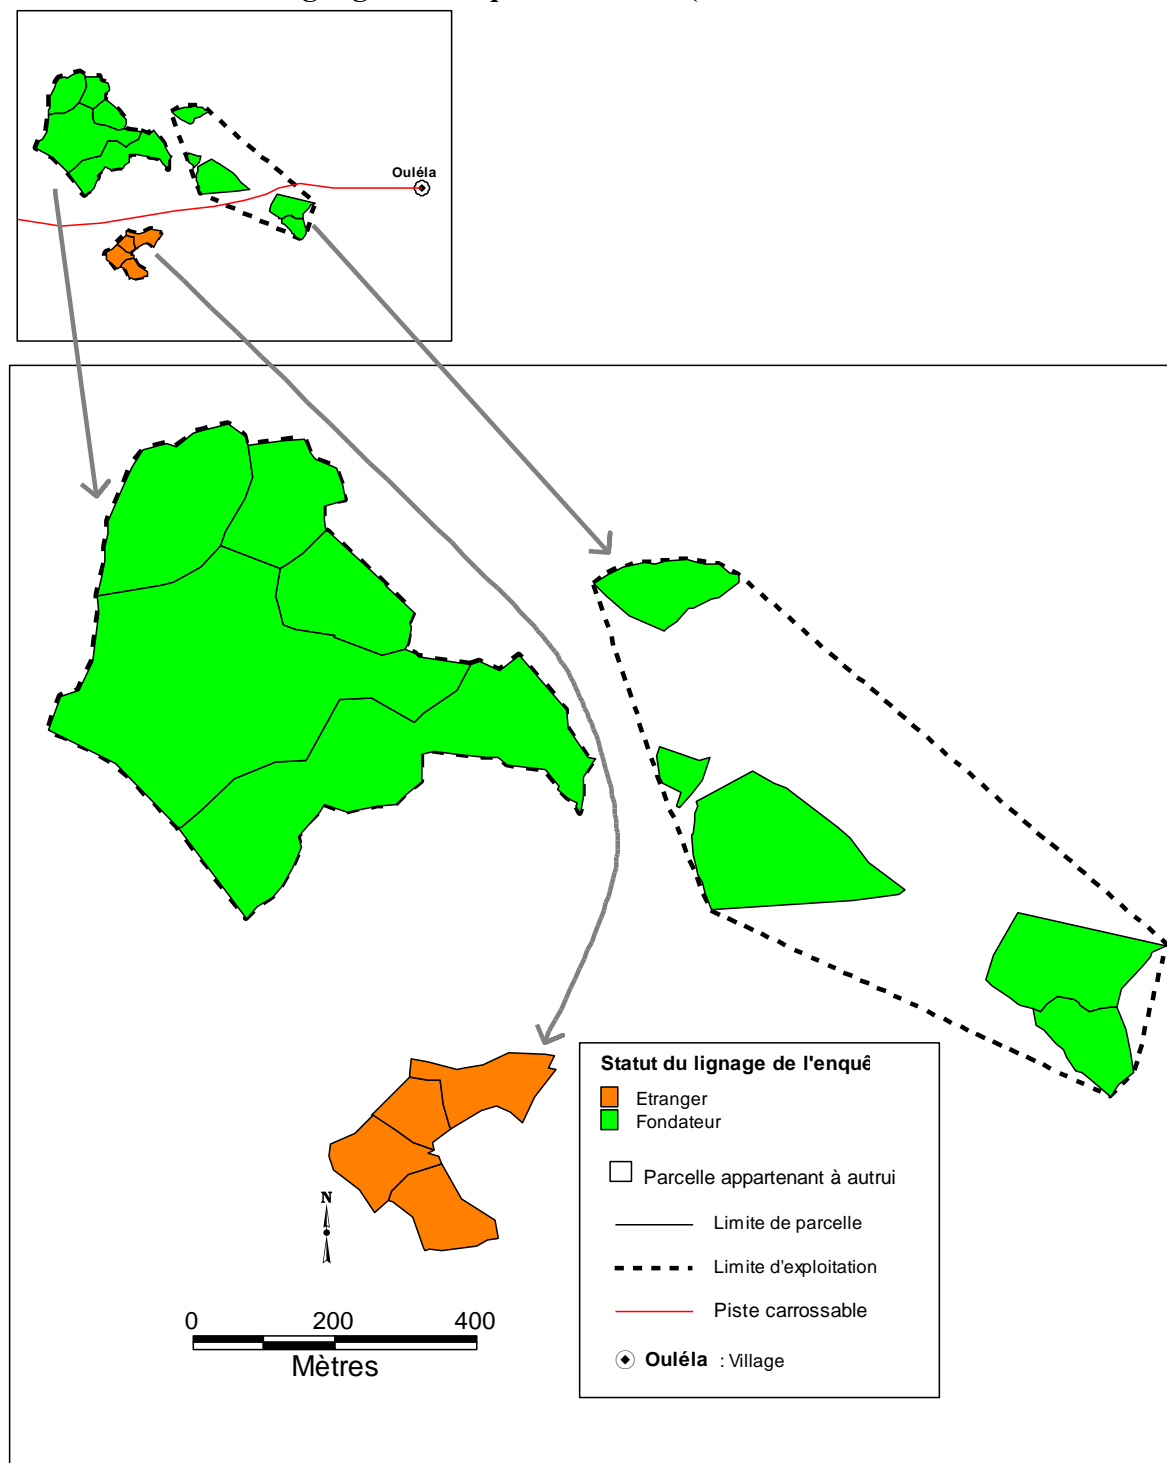 Ouléla
Statut du lignage de l'enquê
Etranger
Fondateur
Parcelle appartenant à autrui
Limite de parcelle
Limite d'exploitation
Piste carrossable
Ouléla : Village
N
0 200 400
Mètres